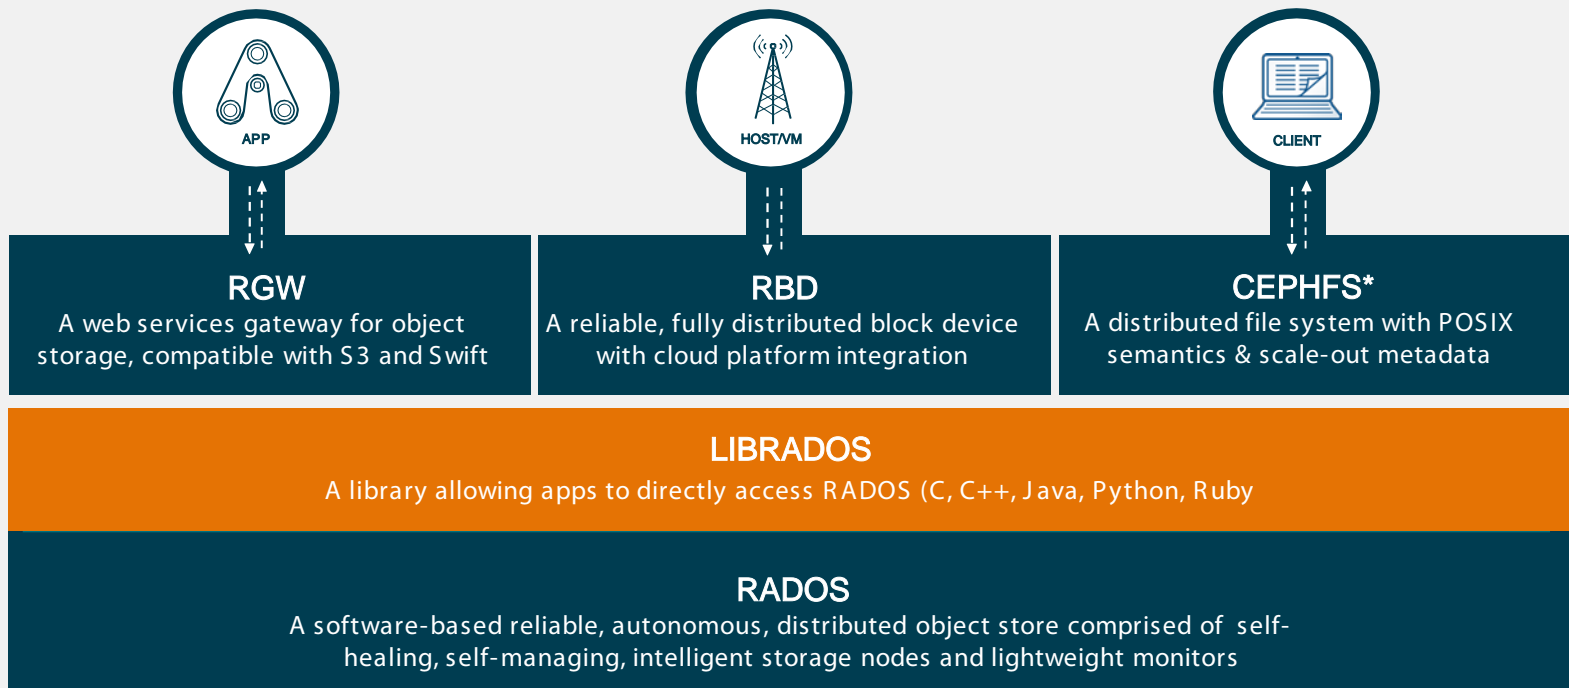 APP
HOST/VM
CLIENT
RGW
A web services gateway for object
storage, compatible with S3 and Swift
RBD
A reliable, fully distributed block device
with cloud platform integration
CEPHFS*
A distributed file system with POSIX
semantics & scale-out metadata
LIBRADOS
A library allowing apps to directly access RADOS (C, C++, Java, Python, Ruby
RADOS
A software-based reliable, autonomous, distributed object store comprised of self-
healing, self-managing, intelligent storage nodes and lightweight monitors